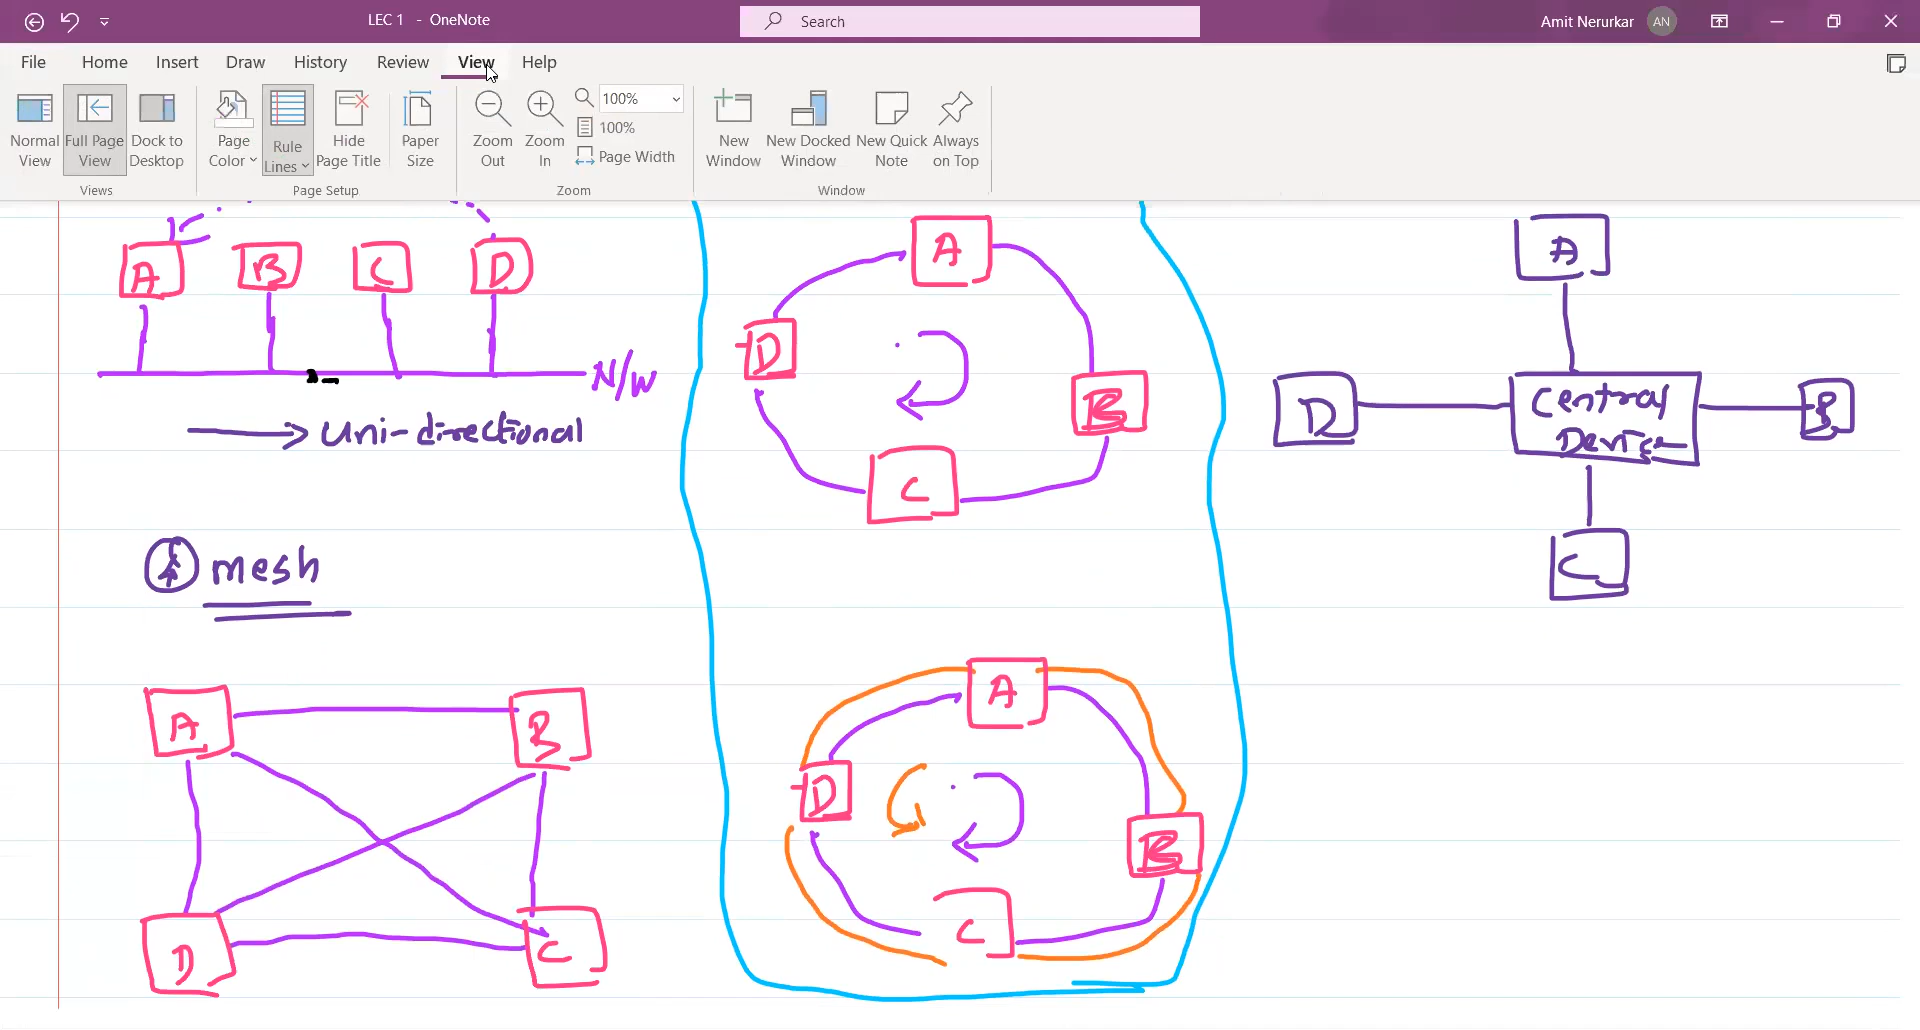 LEC 1 - OneNote
Search
Amit Nerurkar
AN
File
Home
Insert
Draw
History
Review
View
Help
Normal View
Full Page View
Dock to Desktop
Page Color
Rule Lines
Hide Page Title
Paper Size
Zoom Out
Zoom In
100%
100%
Page Width
New Window
New Docked Window
New Quick Note
Always on Top
Views
Page Setup
Zoom
Window
A
B
C
D
N/W
Uni-directional
A
B
C
D
A
B
C
D
Central
Device
mesh
A
B
C
D
A
B
C
D